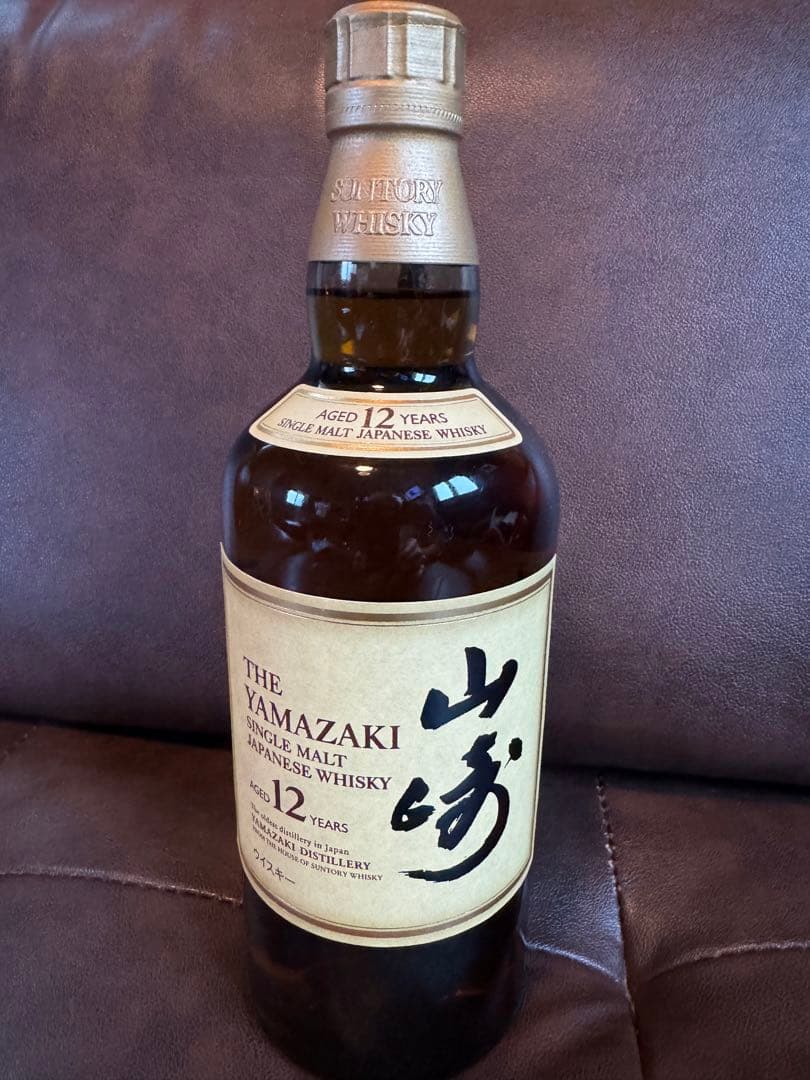 SUNTORY
WHISKY
AGED 12 YEARS
SINGLE MALT JAPANESE WHISKY
THE
YAMAZAKI
SINGLE MALT
JAPANESE WHISKY
AGED 12 YEARS
The oldest distillery in Japan
YAMAZAKI DISTILLERY
FROM THE HOUSE OF SUNTORY WHISKY
ウイスキー
山崎